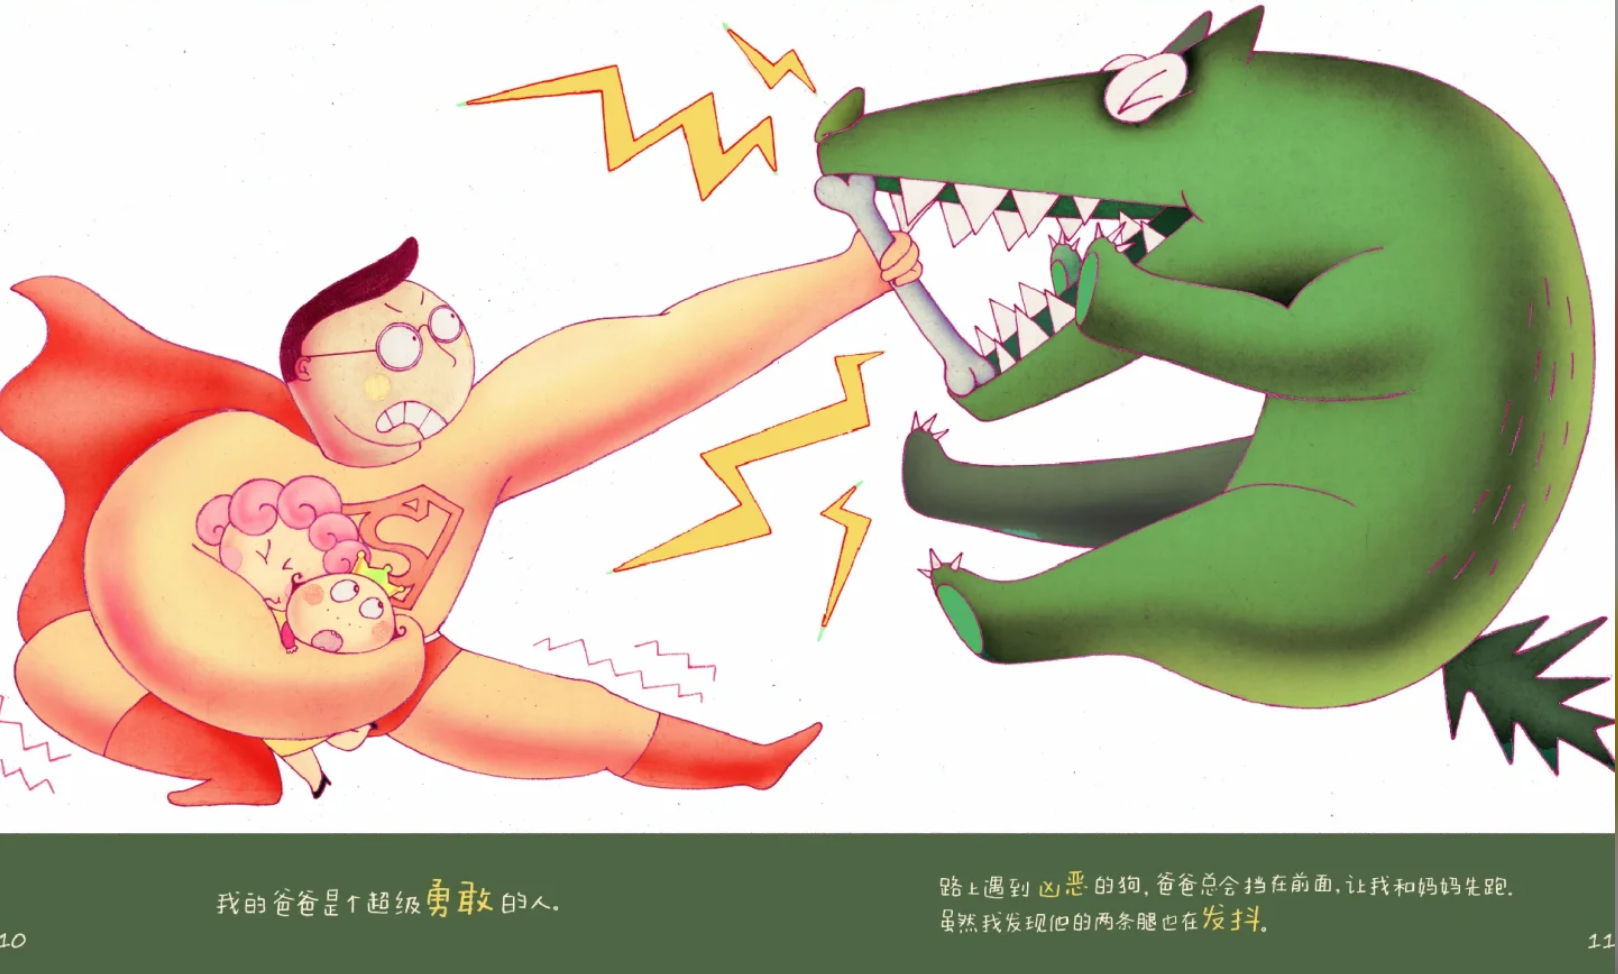 S
我的爸爸是个超级勇敢的人。
路上遇到凶恶的狗，爸爸总会挡在前面，让我和妈妈先跑。
虽然我发现他的两条腿也在发抖。
10
11